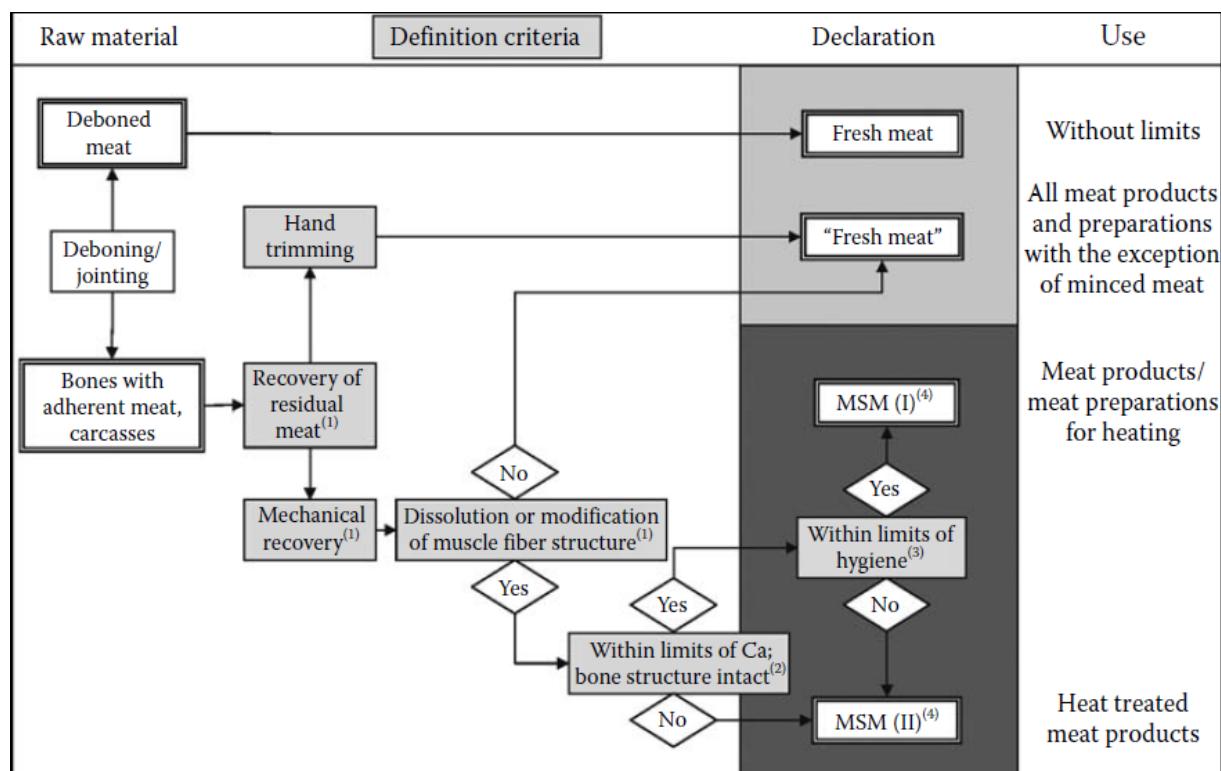 Raw material
Definition criteria
Declaration
Use
Deboned
meat
Fresh meat
Without limits
Deboning/
jointing
Hand
trimming
“Fresh meat”
All meat products
and preparations
with the exception
of minced meat
Bones with
adherent meat,
carcasses
Recovery of
residual
meat(1)
MSM (I)(4)
Meat products/
meat preparations
for heating
No
Yes
Mechanical
recovery(1)
Dissolution or modification
of muscle fiber structure(1)
Within limits of
hygiene(3)
Yes
Yes
No
Within limits of Ca;
bone structure intact(2)
No
MSM (II)(4)
Heat treated
meat products